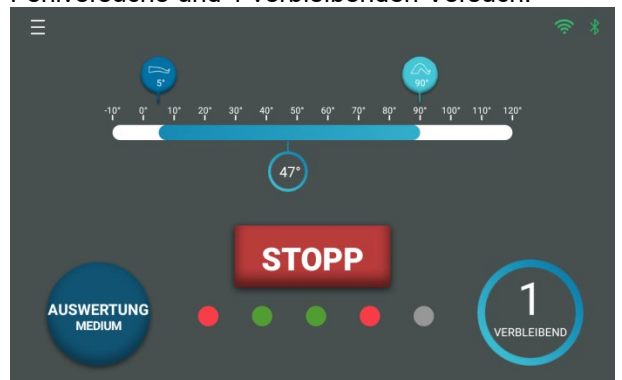 Fehlversuche und 1 verbleibenden Versuch.
5°
90°
-10° 0° 10° 20° 30° 40° 50° 60° 70° 80° 90° 100° 110° 120°
47°
STOPP
AUSWERTUNG
MEDIUM
1
VERBLEIBEND